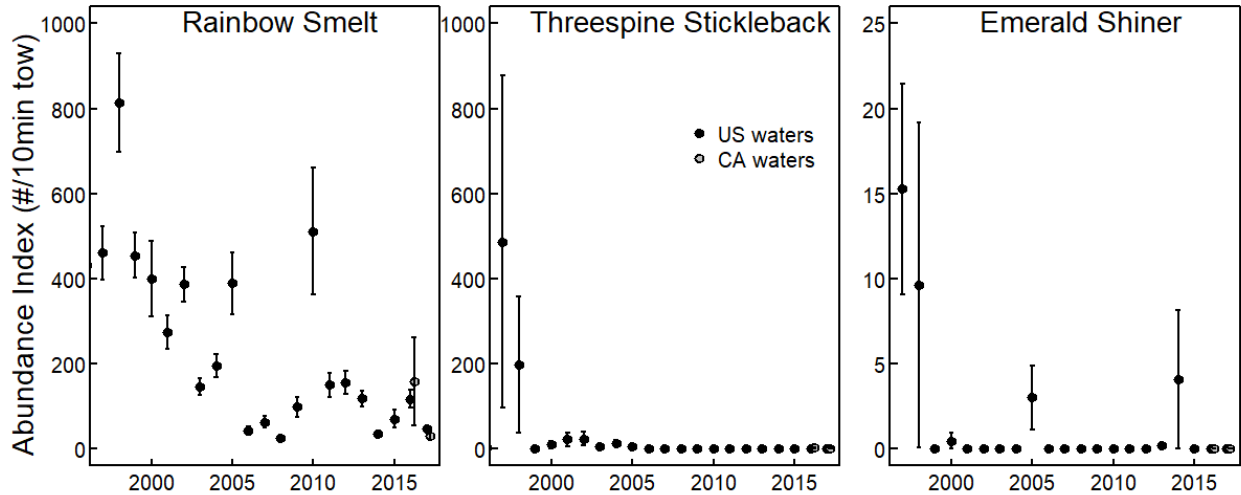 Abundance Index (#/10min tow)
Rainbow Smelt
1000
800
600
400
200
0
2000 2005 2010 2015
Threespine Stickleback
1000
800
600
400
200
0
US waters
CA waters
2000 2005 2010 2015
Emerald Shiner
25
20
15
10
5
0
2000 2005 2010 2015